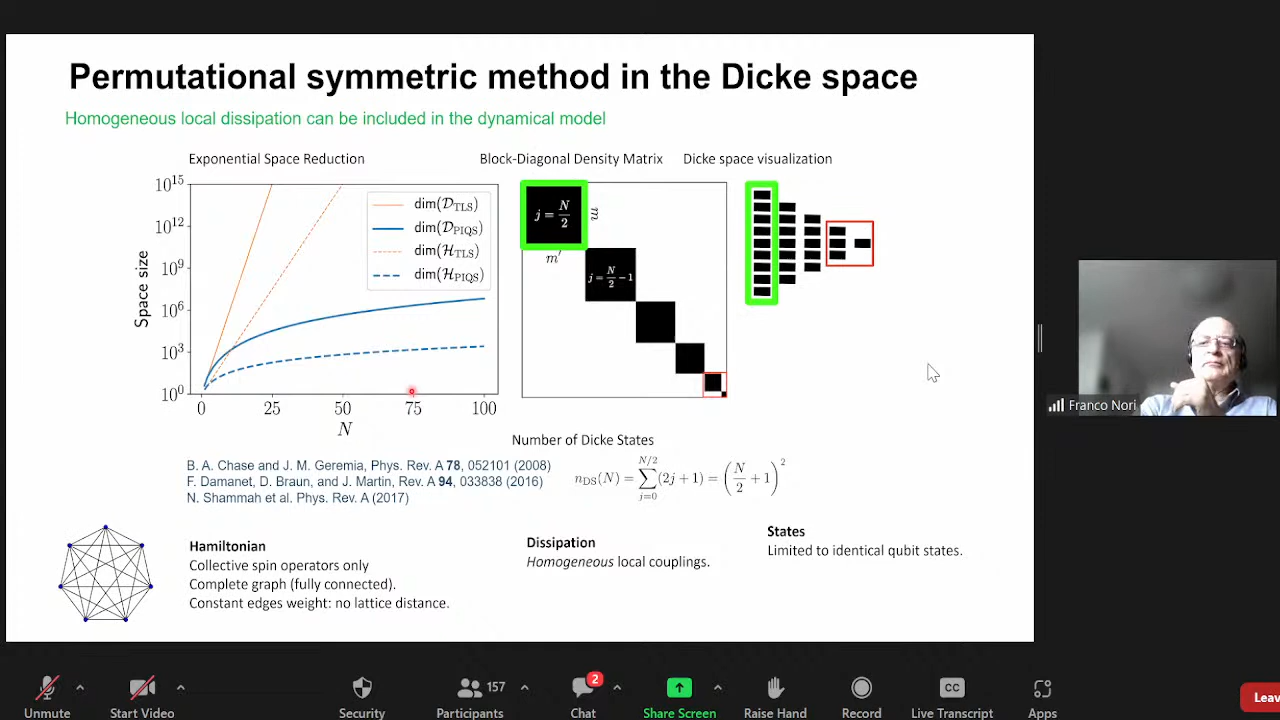 Permutational symmetric method in the Dicke space
Homogeneous local dissipation can be included in the dynamical model
Exponential Space Reduction
Block-Diagonal Density Matrix
Dicke space visualization
10^15
10^12
10^9
10^6
10^3
10^0
Space size
dim(𝒟_TLS)
dim(𝒟_PIQS)
dim(ℋ_TLS)
dim(ℋ_PIQS)
0
25
50
75
100
N
j = N/2
m
m′
j = N/2 − 1
Number of Dicke States
n_DS(N) = ∑_{j=0}^{N/2} (2j + 1) = (N/2 + 1)^2
B. A. Chase and J. M. Geremia, Phys. Rev. A 78, 052101 (2008)
F. Damanet, D. Braun, and J. Martin, Rev. A 94, 033838 (2016)
N. Shammah et al. Phys. Rev. A (2017)
Hamiltonian
Collective spin operators only
Complete graph (fully connected).
Constant edges weight: no lattice distance.
Dissipation
Homogeneous local couplings.
States
Limited to identical qubit states.
Franco Nori
Unmute
Start Video
Security
157
Participants
2
Chat
Share Screen
Raise Hand
Record
CC
Live Transcript
Apps
Leav